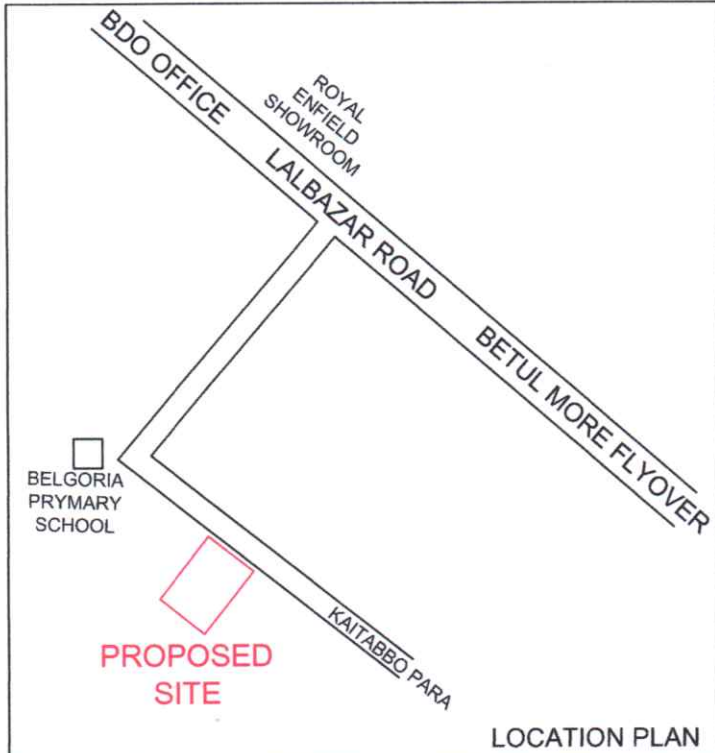 BDO OFFICE
ROYAL
ENFIELD
SHOWROOM
LALBAZAR ROAD
BETUL MORE FLYOVER
BELGORIA
PRYMARY
SCHOOL
KAITABBO PARA
PROPOSED
SITE
LOCATION PLAN